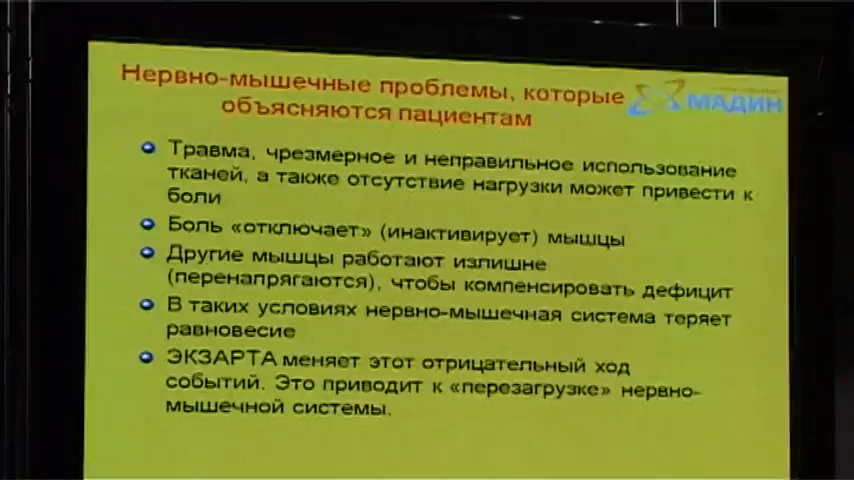 Нервно-мышечные проблемы, которые
объясняются пациентам
МАДИН
Травма, чрезмерное и неправильное использование
тканей, а также отсутствие нагрузки может привести к
боли
Боль «отключает» (инактивирует) мышцы
Другие мышцы работают излишне
(перенапрягаются), чтобы компенсировать дефицит
В таких условиях нервно-мышечная система теряет
равновесие
ЭКЗАРТА меняет этот отрицательный ход
событий. Это приводит к «перезагрузке» нервно-
мышечной системы.